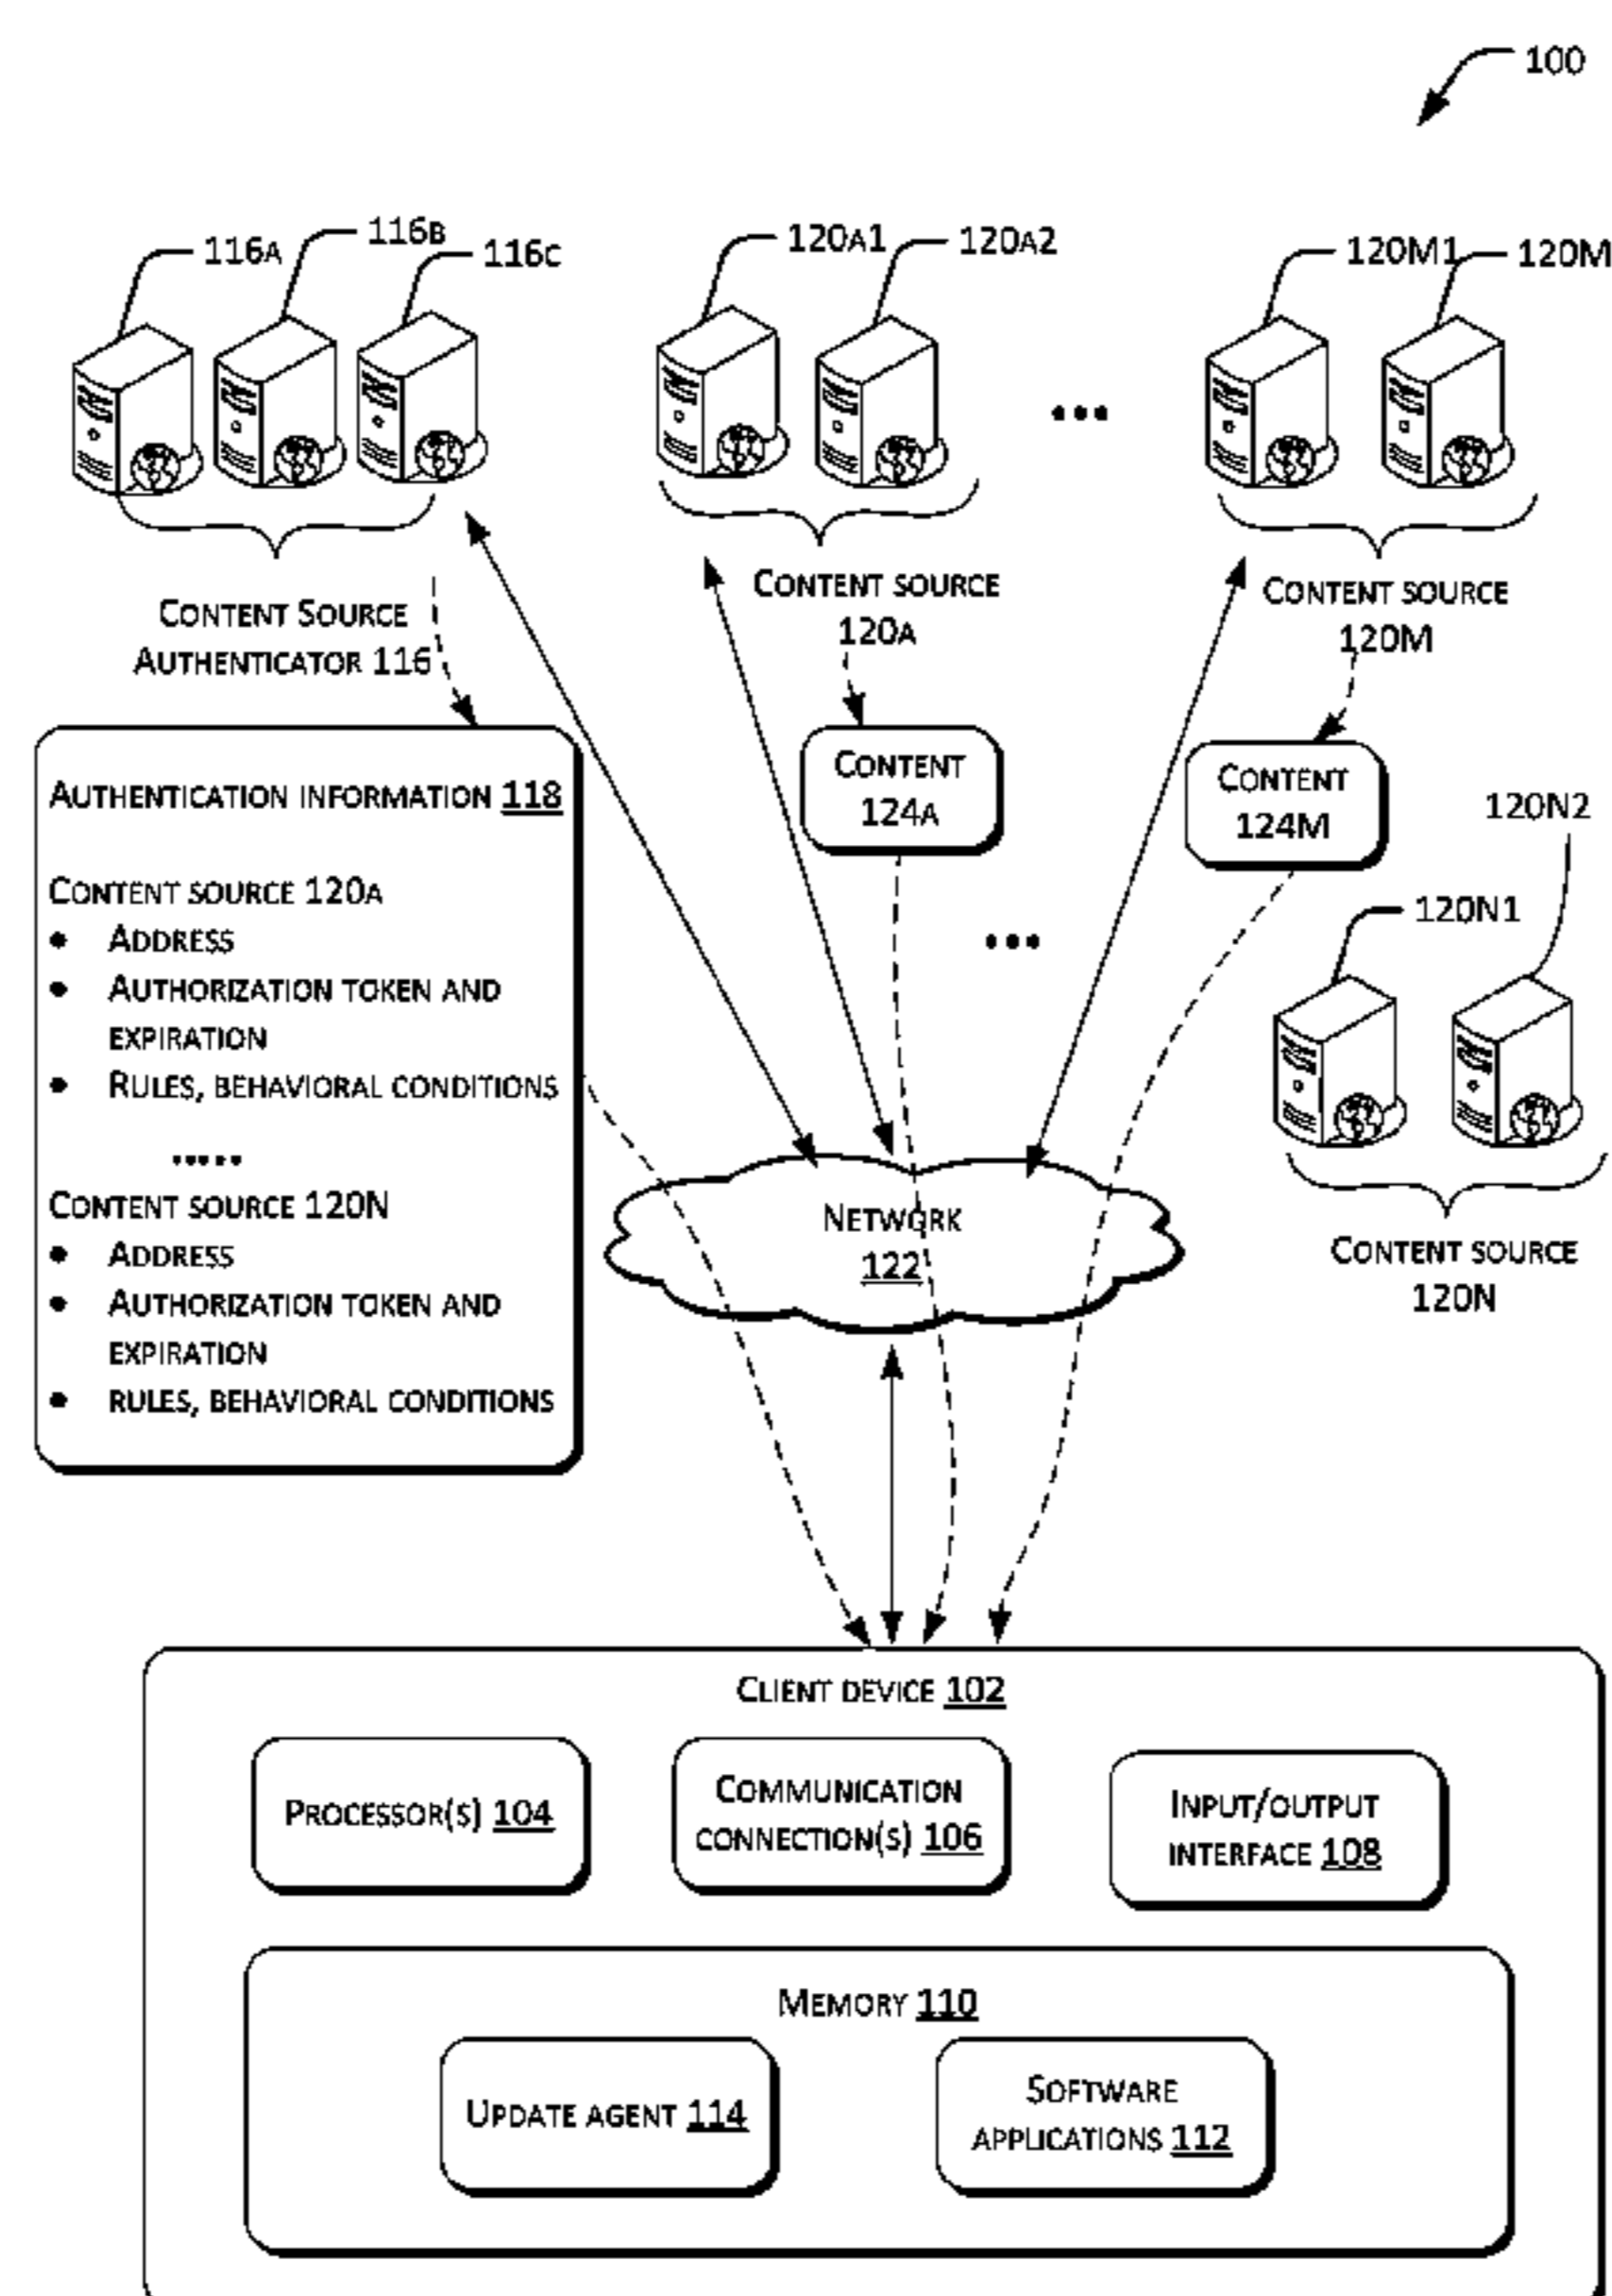 100
116A
116B
116C
120A1
120A2
120M1
120M
CONTENT SOURCE
AUTHENTICATOR 116
CONTENT SOURCE
120A
CONTENT SOURCE
120M
CONTENT
124A
CONTENT
124M
AUTHENTICATION INFORMATION 118
CONTENT SOURCE 120A
• ADDRESS
• AUTHORIZATION TOKEN AND
EXPIRATION
• RULES, BEHAVIORAL CONDITIONS
.....
CONTENT SOURCE 120N
• ADDRESS
• AUTHORIZATION TOKEN AND
EXPIRATION
• RULES, BEHAVIORAL CONDITIONS
120N2
120N1
CONTENT SOURCE
120N
NETWORK
122
CLIENT DEVICE 102
PROCESSOR(S) 104
COMMUNICATION
CONNECTION(S) 106
INPUT/OUTPUT
INTERFACE 108
MEMORY 110
UPDATE AGENT 114
SOFTWARE
APPLICATIONS 112